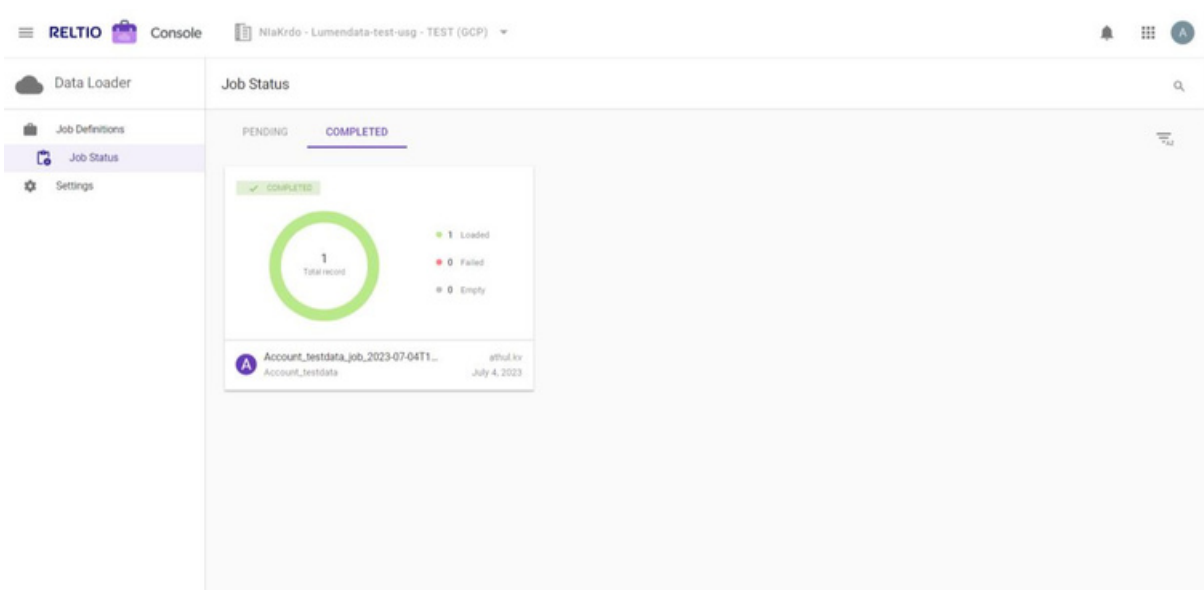 RELTIO Console NIaKrdo - Lumendata-test-usg - TEST (GCP) A
Data Loader
Job Status
Job Definitions
Job Status
Settings
PENDING COMPLETED
COMPLETED
1
Total record
1 Loaded
0 Failed
0 Empty
A
Account_testdata_job_2023-07-04T1... athul.kv
Account_testdata July 4, 2023